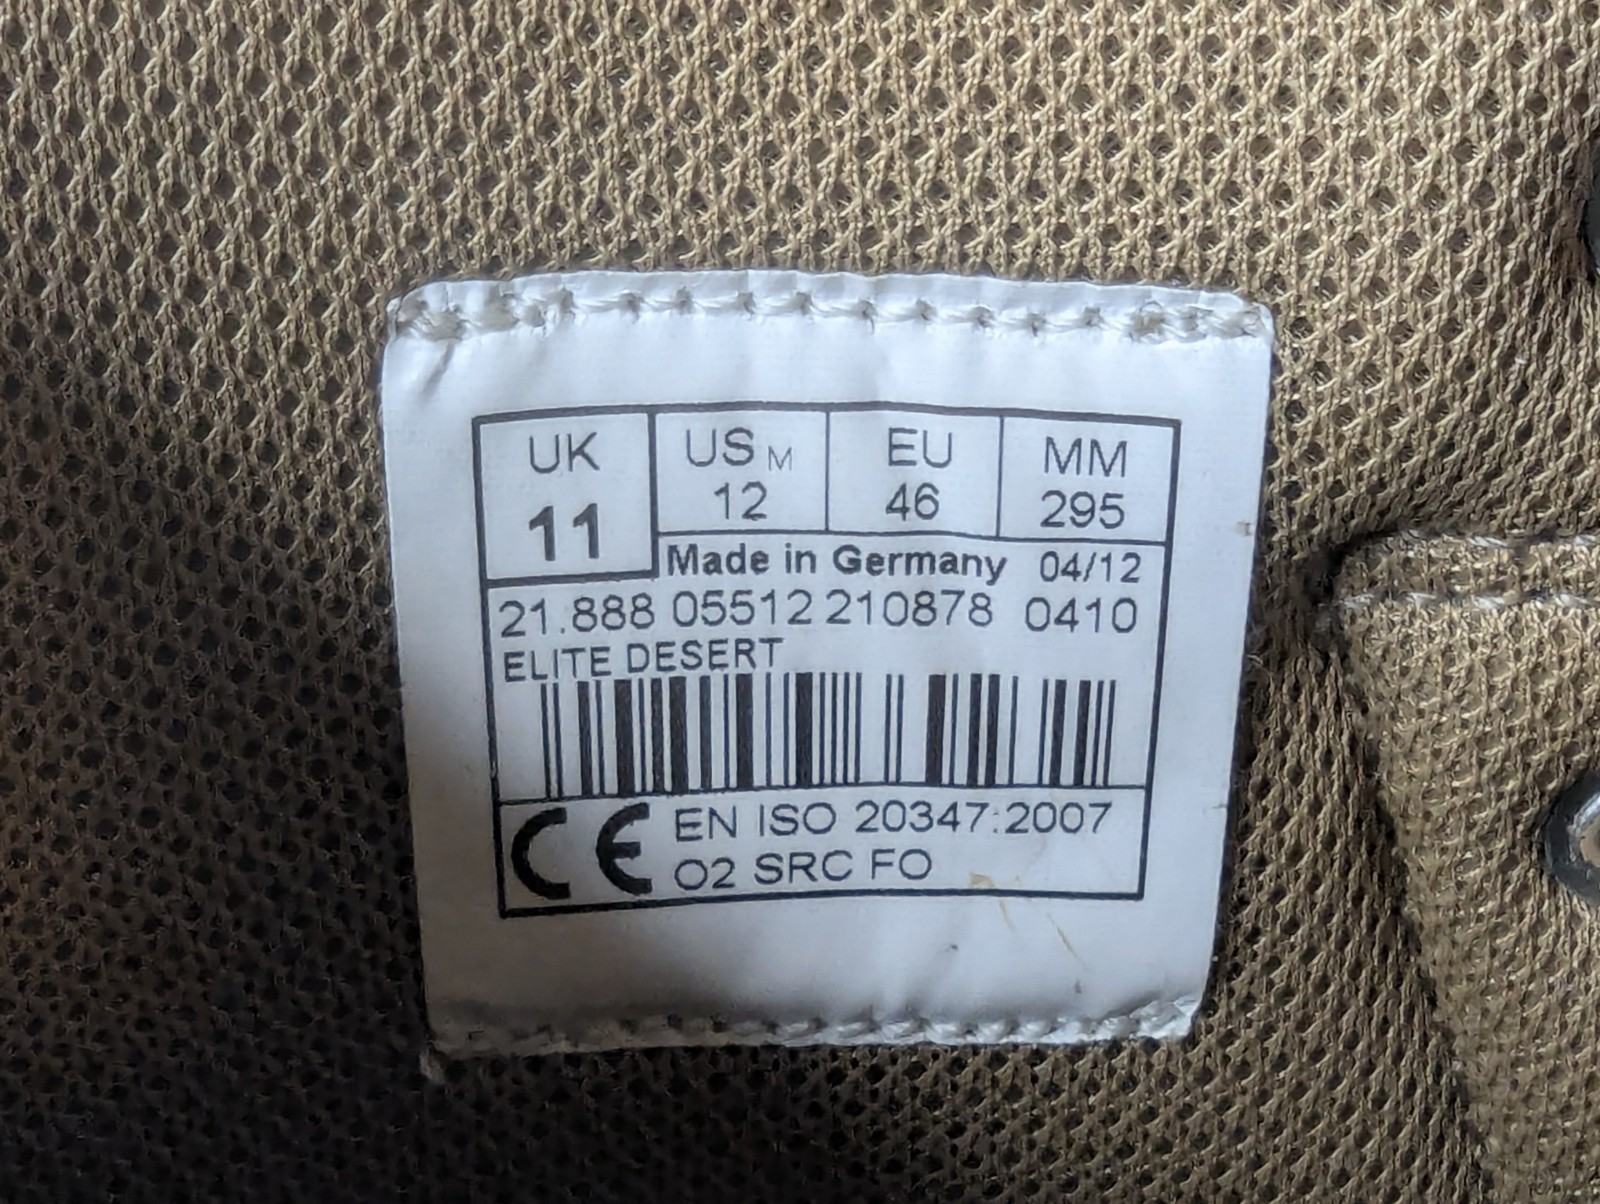 UK US M EU MM
11 12 46 295
Made in Germany 04/12
21.888 05512 210878 0410
ELITE DESERT
CE EN ISO 20347:2007
O2 SRC FO